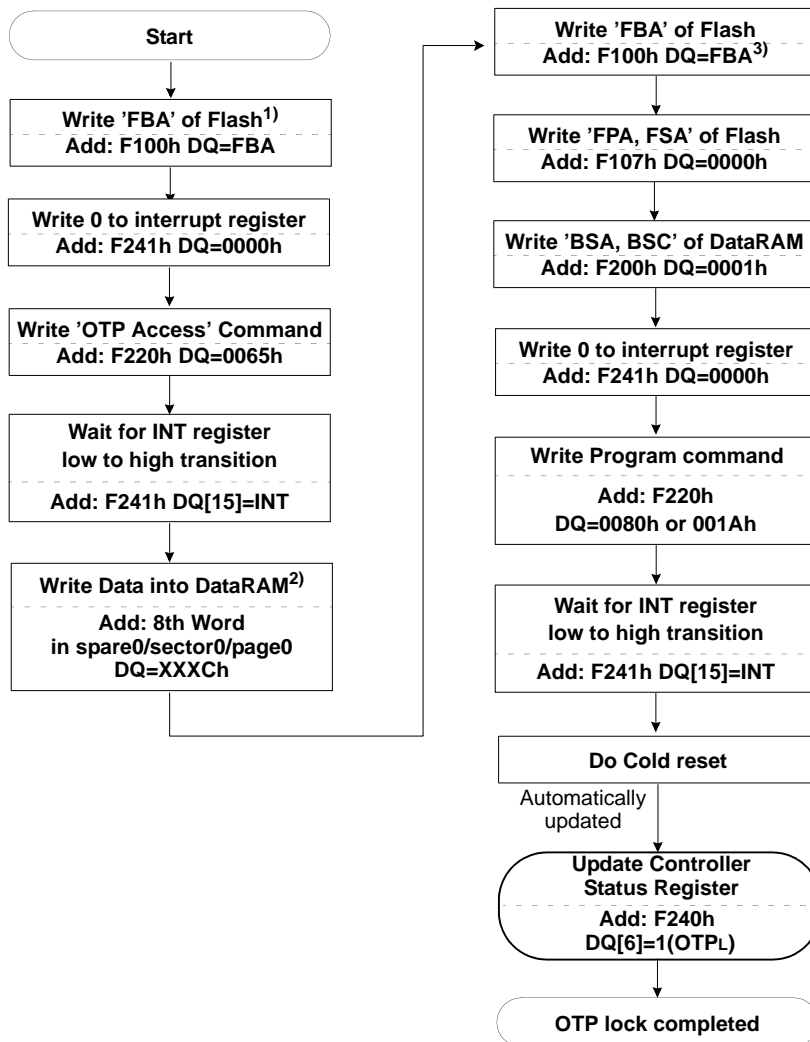 Start
Write ’FBA’ of Flash1)
Add: F100h DQ=FBA
Write 0 to interrupt register
Add: F241h DQ=0000h
Write ’OTP Access’ Command
Add: F220h DQ=0065h
Wait for INT register
low to high transition
Add: F241h DQ[15]=INT
Write Data into DataRAM2)
Add: 8th Word
in spare0/sector0/page0
DQ=XXXCh
Write ’FBA’ of Flash
Add: F100h DQ=FBA3)
Write ’FPA, FSA’ of Flash
Add: F107h DQ=0000h
Write ’BSA, BSC’ of DataRAM
Add: F200h DQ=0001h
Write 0 to interrupt register
Add: F241h DQ=0000h
Write Program command
Add: F220h
DQ=0080h or 001Ah
Wait for INT register
low to high transition
Add: F241h DQ[15]=INT
Do Cold reset
Automatically
updated
Update Controller
Status Register
Add: F240h
DQ[6]=1(OTPL)
OTP lock completed